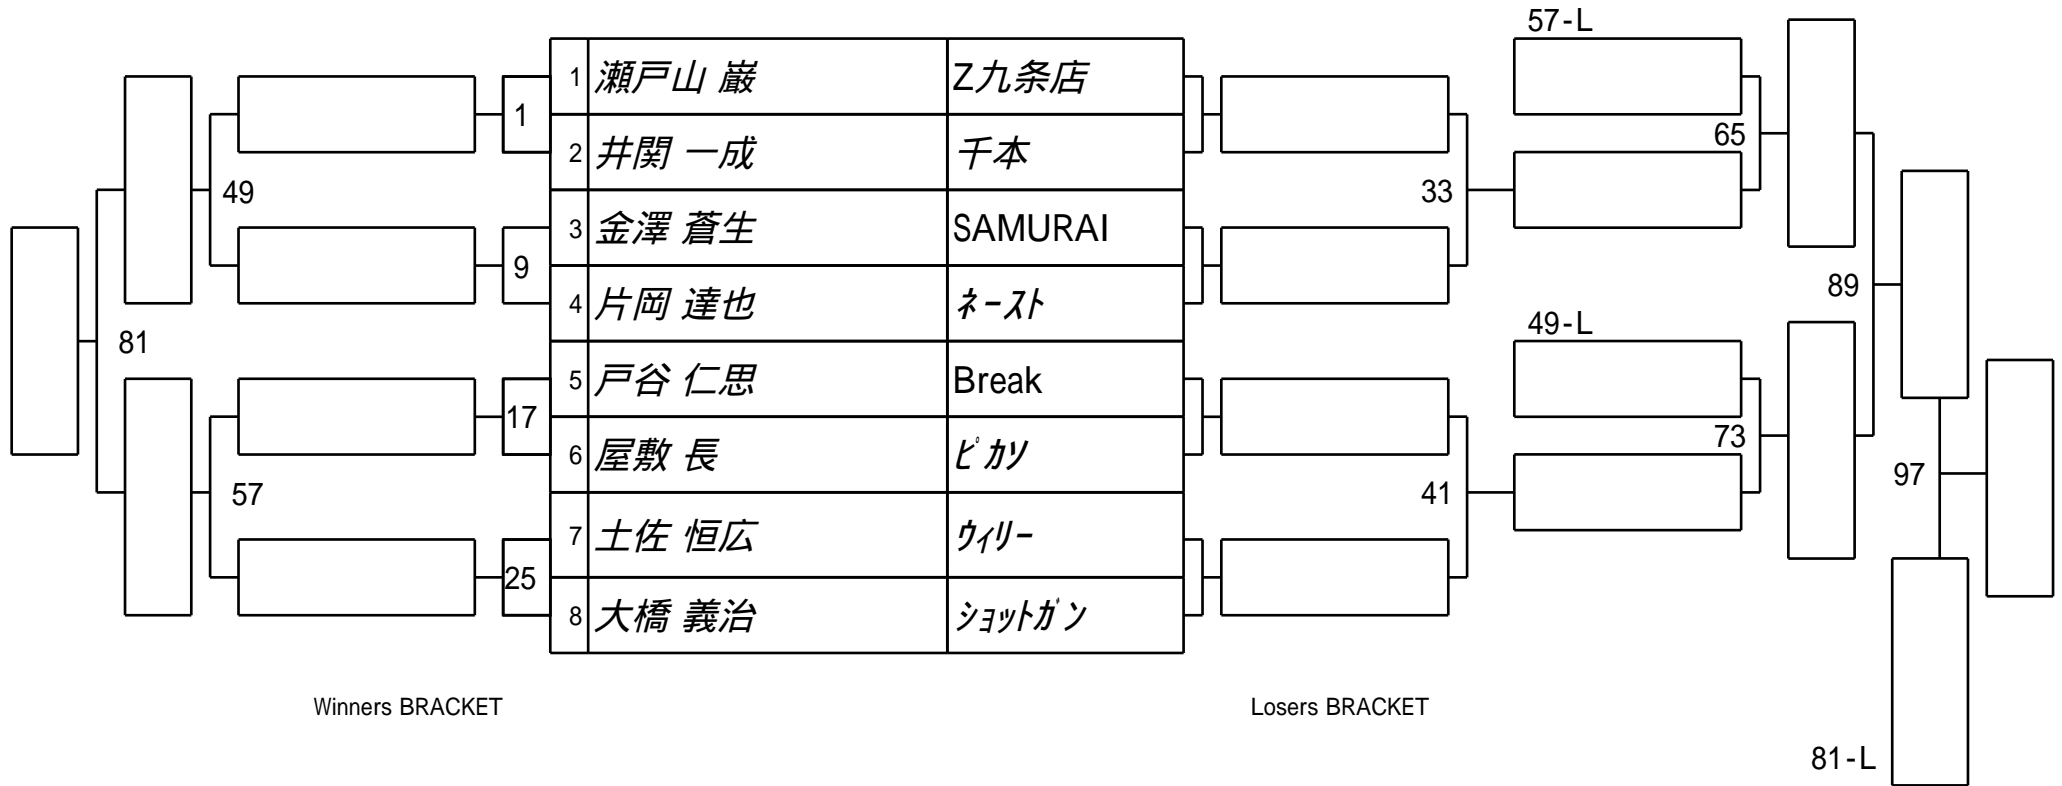 57-L
1 瀬戸山 巌 Z九条店
1
65
2 井関 一成 千本
49
33
3 金澤 蒼生 SAMURAI
9
89
4 片岡 達也 ネースト
49-L
81
5 戸谷 仁思 Break
17
73
6 屋敷 長 ピカソ
57
41
97
7 土佐 恒広 ウィリー
25
8 大橋 義治 ショットガン
Winners BRACKET
Losers BRACKET
81-L